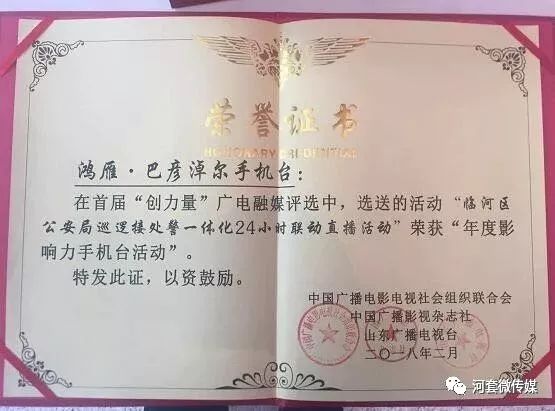 荣誉证书
HONORARY CREDENTIAL
鸿雁·巴彦淖尔手机台：
在首届“创力量”广电融媒评选中，选送的活动“临河区
公安局巡逻接处警一体化24小时联动直播活动”荣获“年度影
响力手机台活动”。
特发此证，以资鼓励。
中国广播电影电视社会组织联合会
中国广播影视杂志社
山东广播电视台
二〇一八年二月
河套微传媒